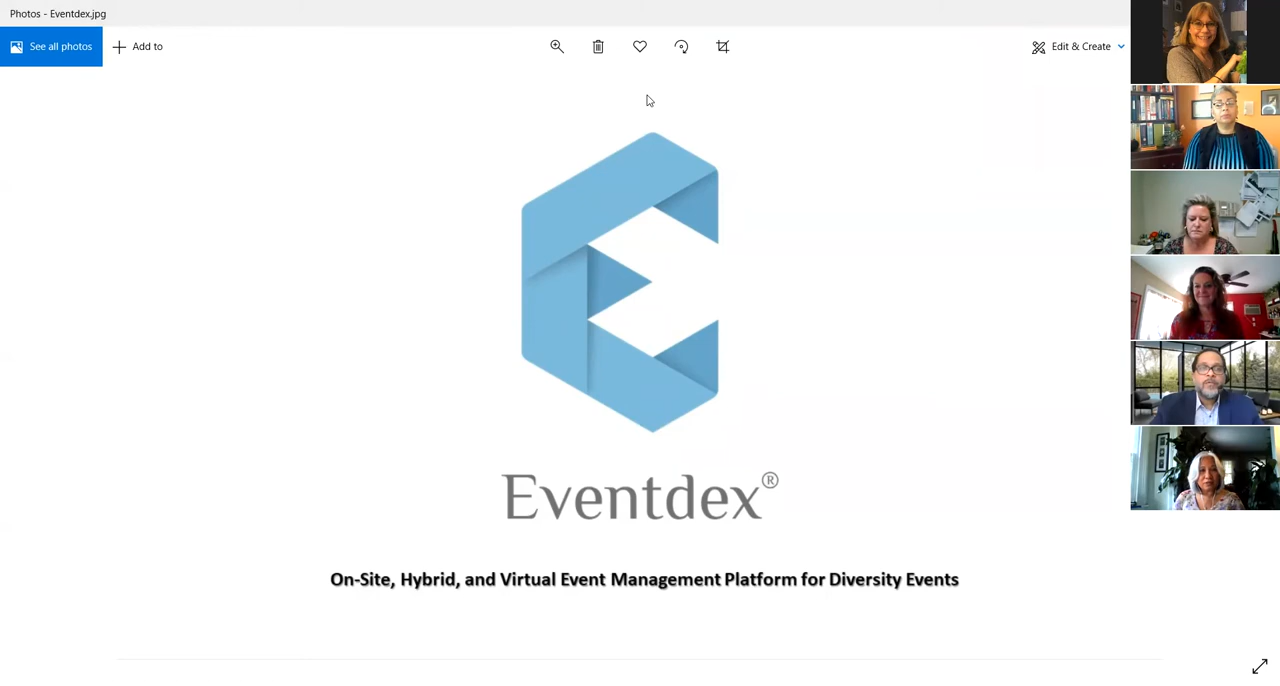 Photos - Eventdex.jpg
See all photos
Add to
Edit & Create
Eventdex®
On-Site, Hybrid, and Virtual Event Management Platform for Diversity Events